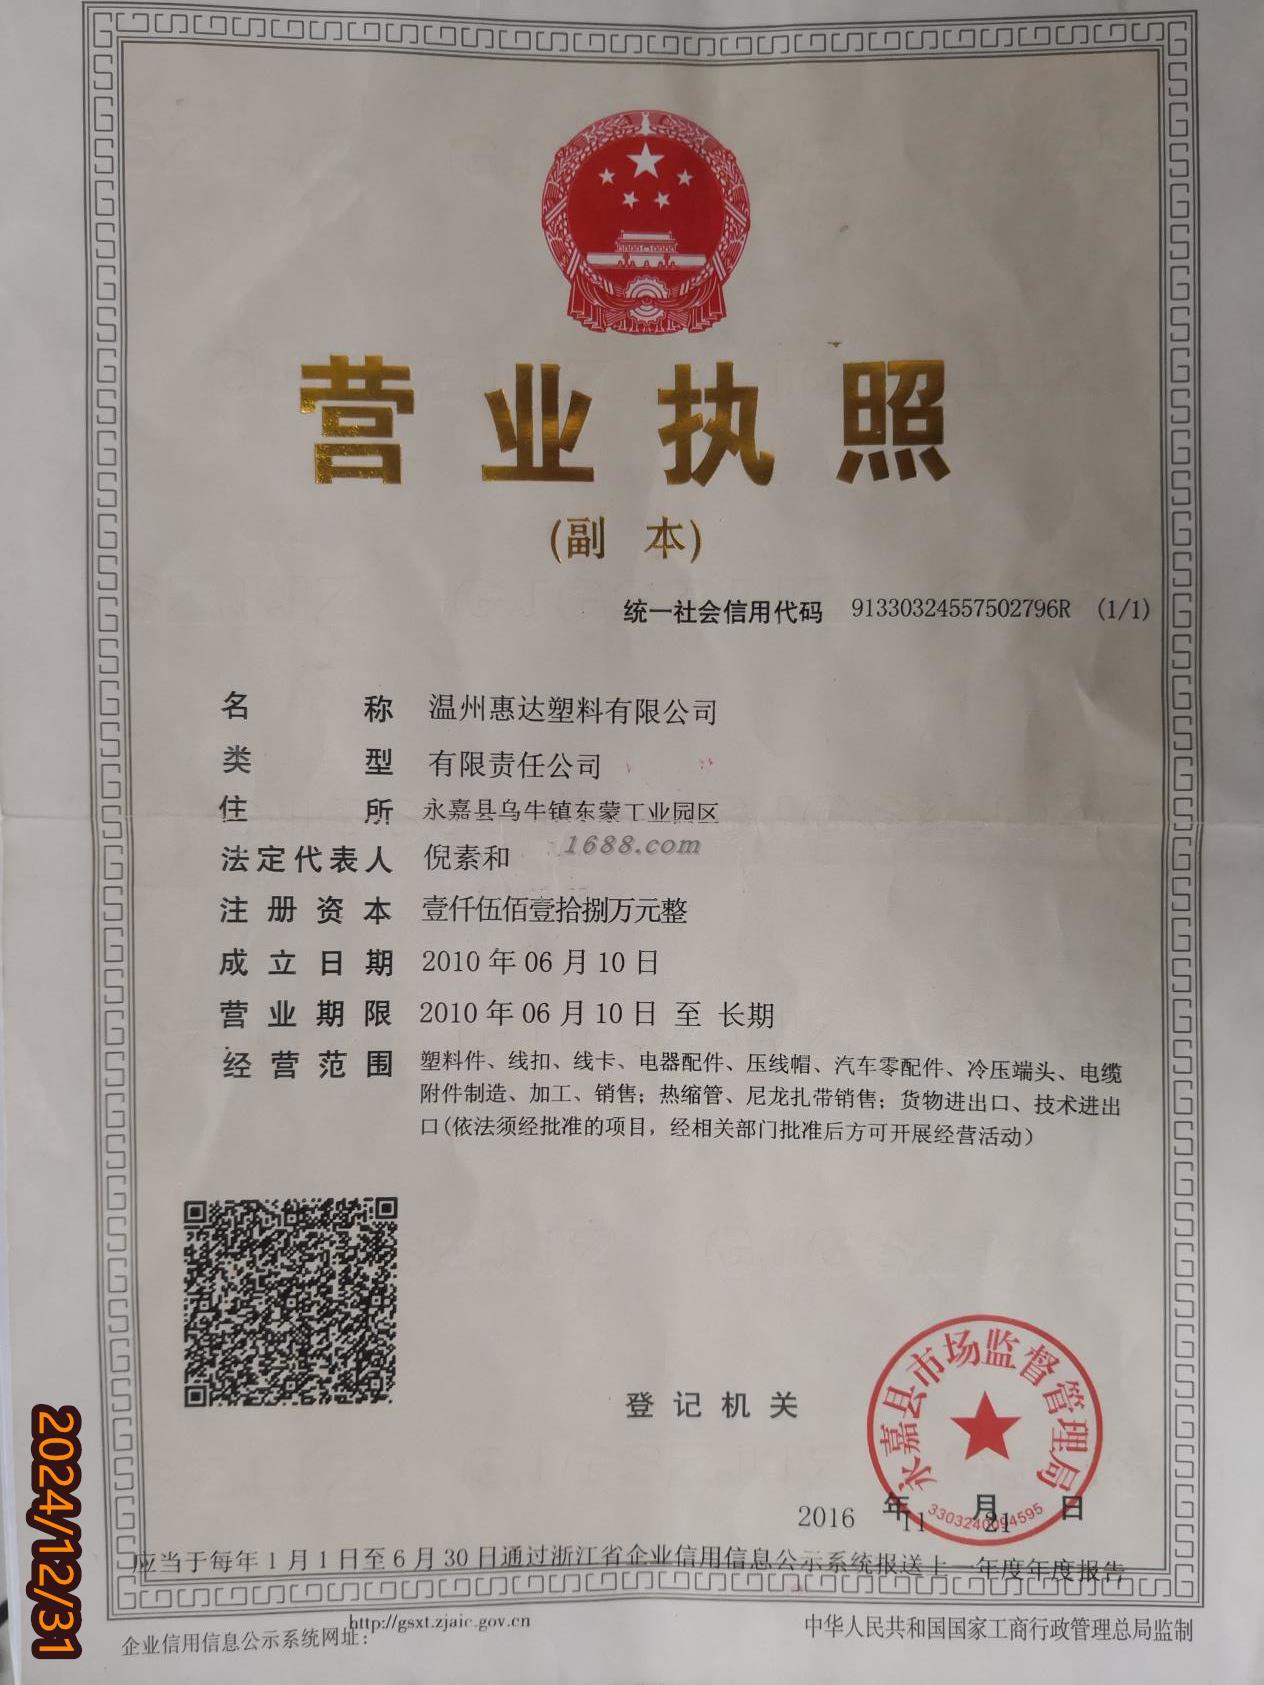 营业执照
(副 本)
统一社会信用代码 91330324557502796R (1/1)
名称 温州惠达塑料有限公司
类型 有限责任公司
住所 永嘉县乌牛镇东蒙工业园区
1688.com
法定代表人 倪素和
注册资本 壹仟伍佰壹拾捌万元整
成立日期 2010年06月10日
营业期限 2010年06月10日 至 长期
经营范围 塑料件、线扣、线卡、电器配件、压线帽、汽车零配件、冷压端头、电缆
附件制造、加工、销售；热缩管、尼龙扎带销售；货物进出口、技术进出
口(依法须经批准的项目，经相关部门批准后方可开展经营活动)
登记机关
永嘉县市场监督管理局
3303240094595
2016 年 11 月 21 日
应当于每年1月1日至6月30日通过浙江省企业信用信息公示系统报送上一年度年度报告
企业信用信息公示系统网址： http://gsxt.zjaic.gov.cn
中华人民共和国国家工商行政管理总局监制
2024/12/31